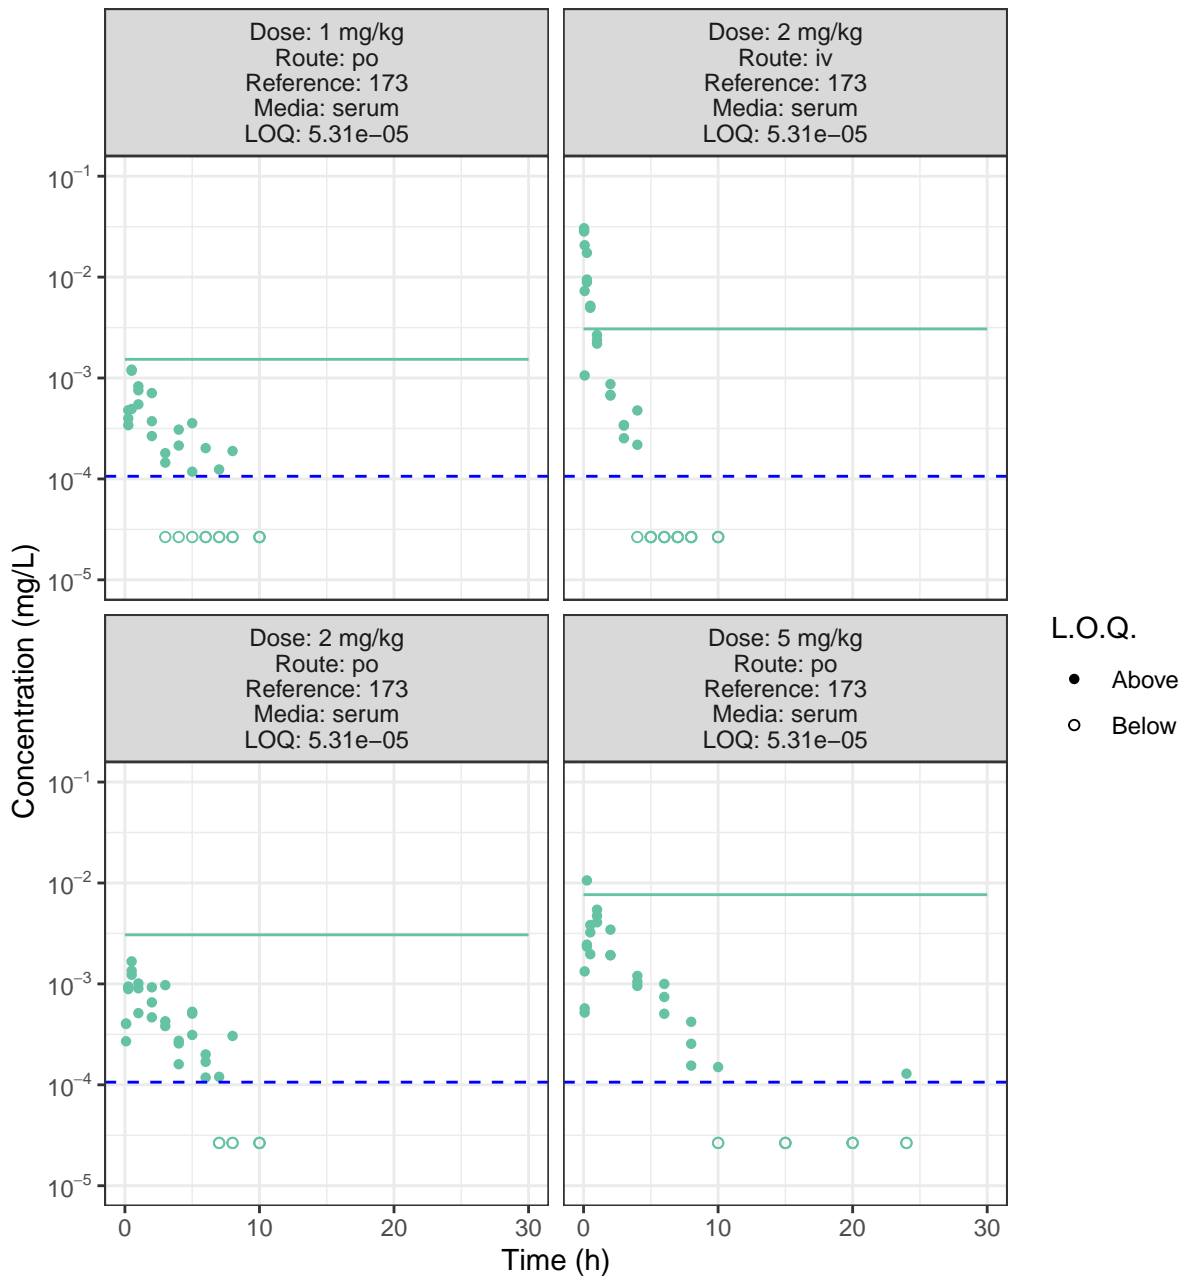 Dose: 1 mg/kg
Route: po
Reference: 173
Media: serum
LOQ: 5.31e−05
Dose: 2 mg/kg
Route: iv
Reference: 173
Media: serum
LOQ: 5.31e−05
10⁻¹
10⁻²
10⁻³
10⁻⁴
10⁻⁵
Dose: 2 mg/kg
Route: po
Reference: 173
Media: serum
LOQ: 5.31e−05
Dose: 5 mg/kg
Route: po
Reference: 173
Media: serum
LOQ: 5.31e−05
10⁻¹
10⁻²
10⁻³
10⁻⁴
10⁻⁵
0 10 20 30
0 10 20 30
Time (h)
Concentration (mg/L)
L.O.Q.
Above
Below